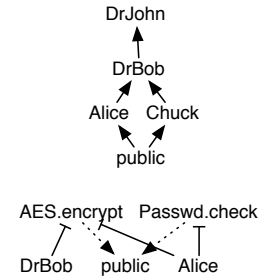 DrJohn
DrBob
Alice Chuck
public
AES.encrypt Passwd.check
DrBob public Alice